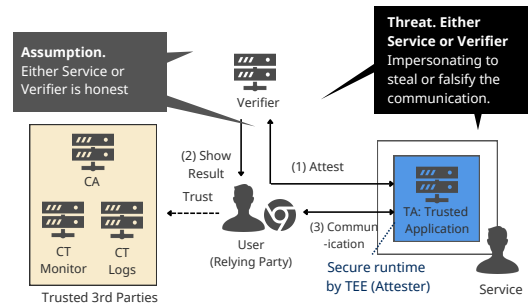 Assumption.
Either Service or
Verifier is honest
Threat. Either
Service or Verifier
Impersonating to
steal or falsify the
communication.
Verifier
(2) Show
Result
(1) Attest
CA
Trust
CT
Monitor
CT
Logs
Trusted 3rd Parties
User
(Relying Party)
(3) Commun
-ication
TA: Trusted
Application
Secure runtime
by TEE (Attester)
Service